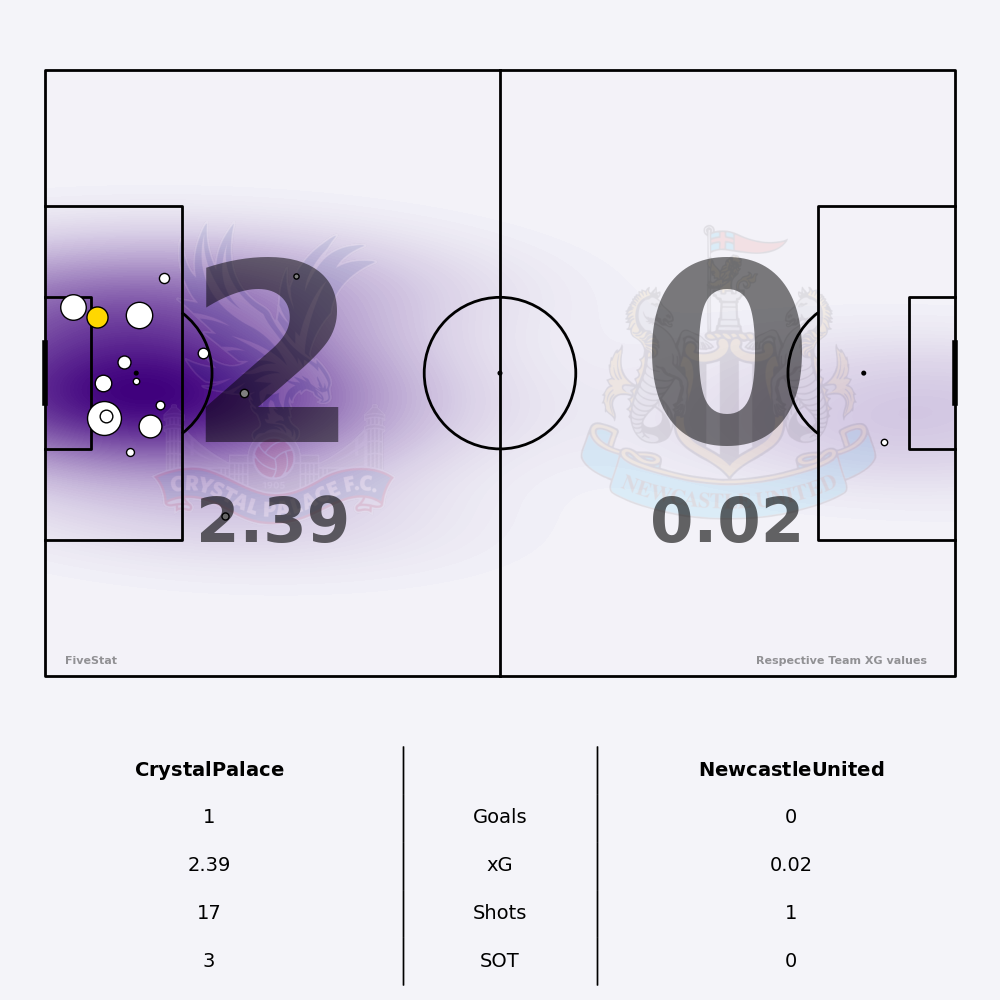 2 0
CRYSTAL PALACE F.C.
NEWCASTLE UNITED
2.39 0.02
FiveStat Respective Team XG values
CrystalPalace NewcastleUnited
1 Goals 0
2.39 xG 0.02
17 Shots 1
3 SOT 0